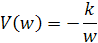 V(w) = −k/w